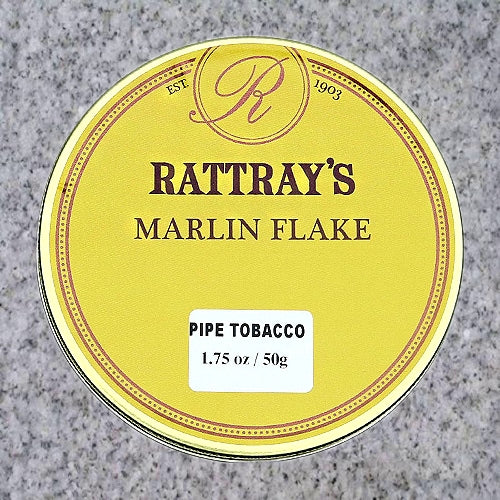 EST. R 1903
RATTRAY'S
MARLIN FLAKE
PIPE TOBACCO
1.75 oz / 50g